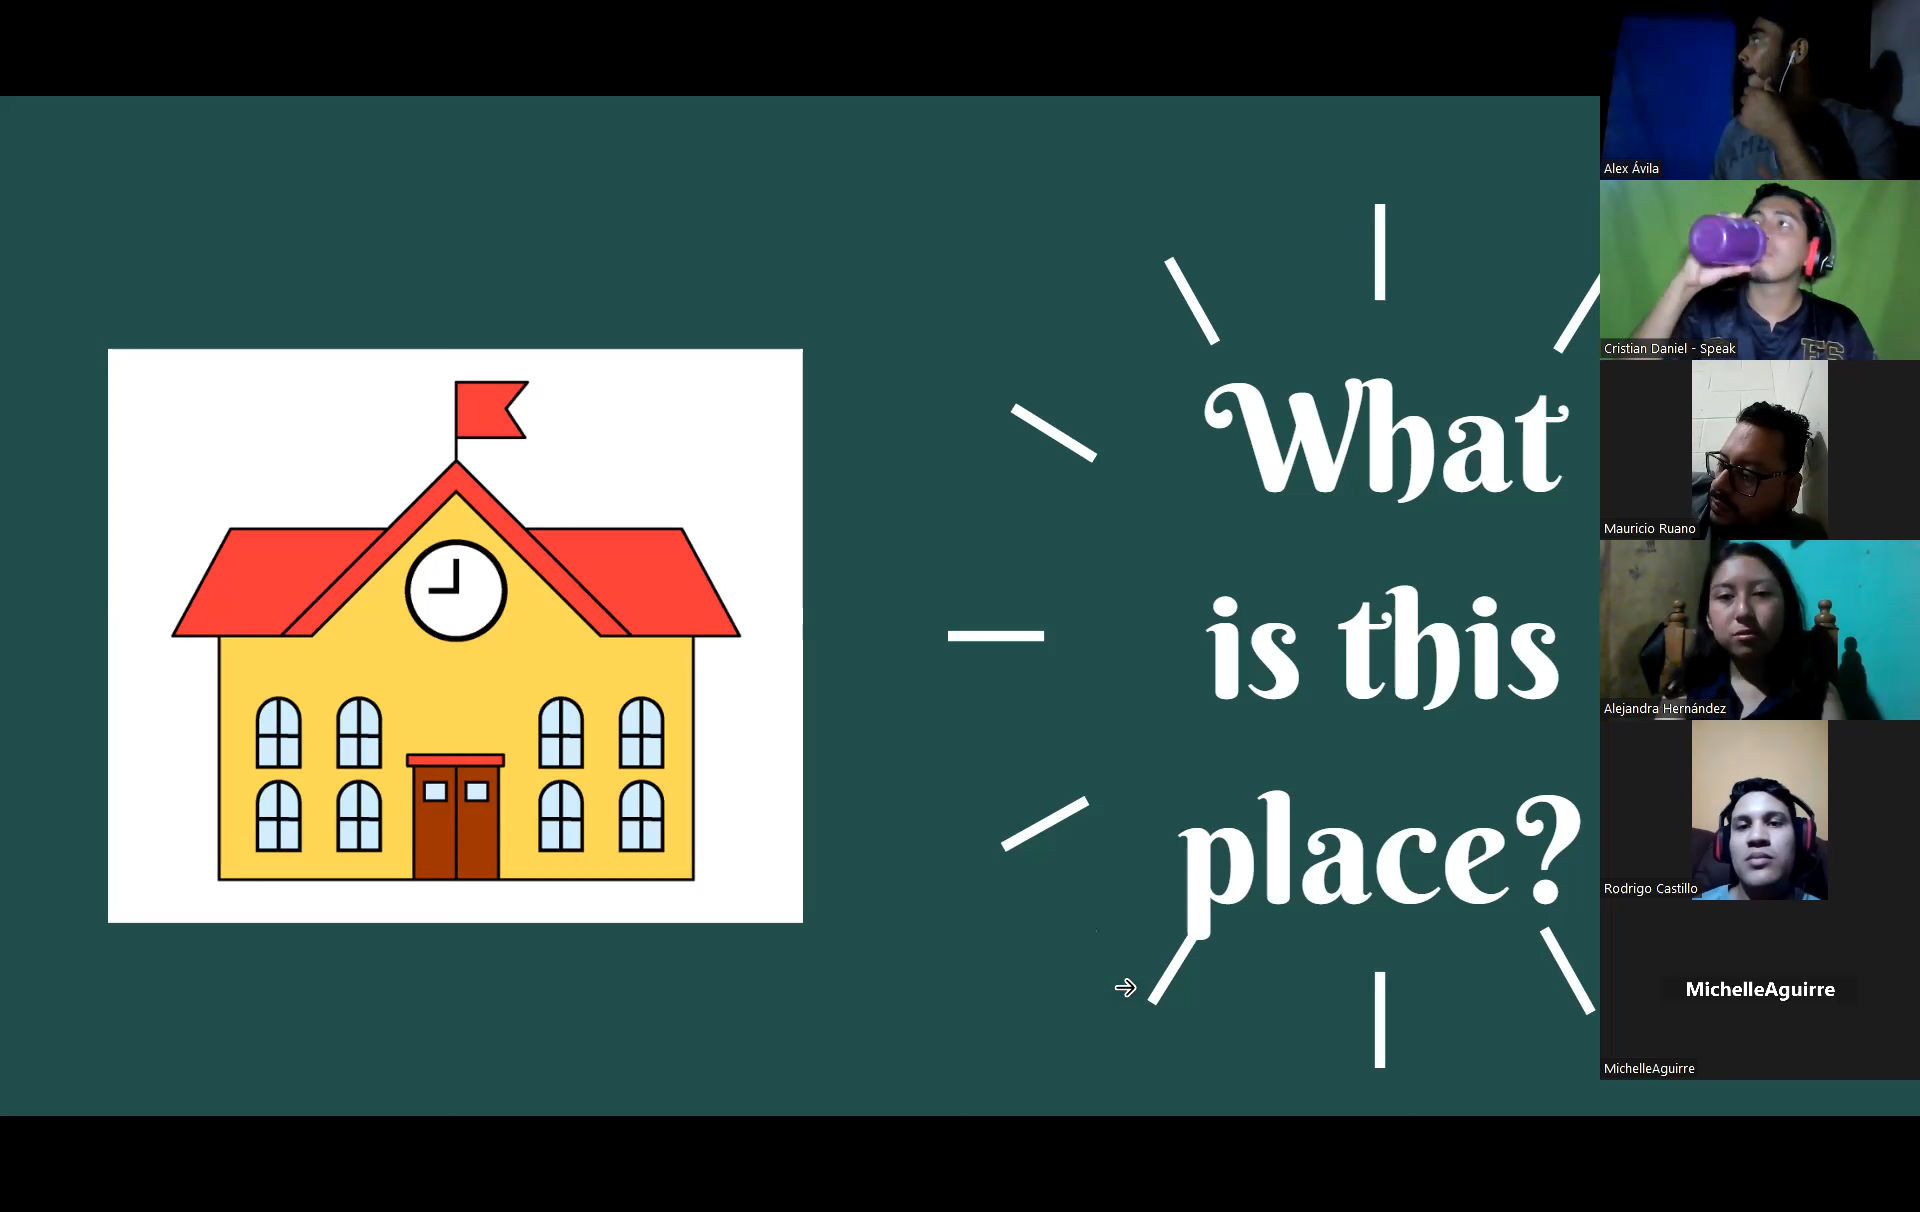 What
is this
place?
Alex Ávila
Cristian Daniel - Speak
Mauricio Ruano
Alejandra Hernández
Rodrigo Castillo
MichelleAguirre
MichelleAguirre